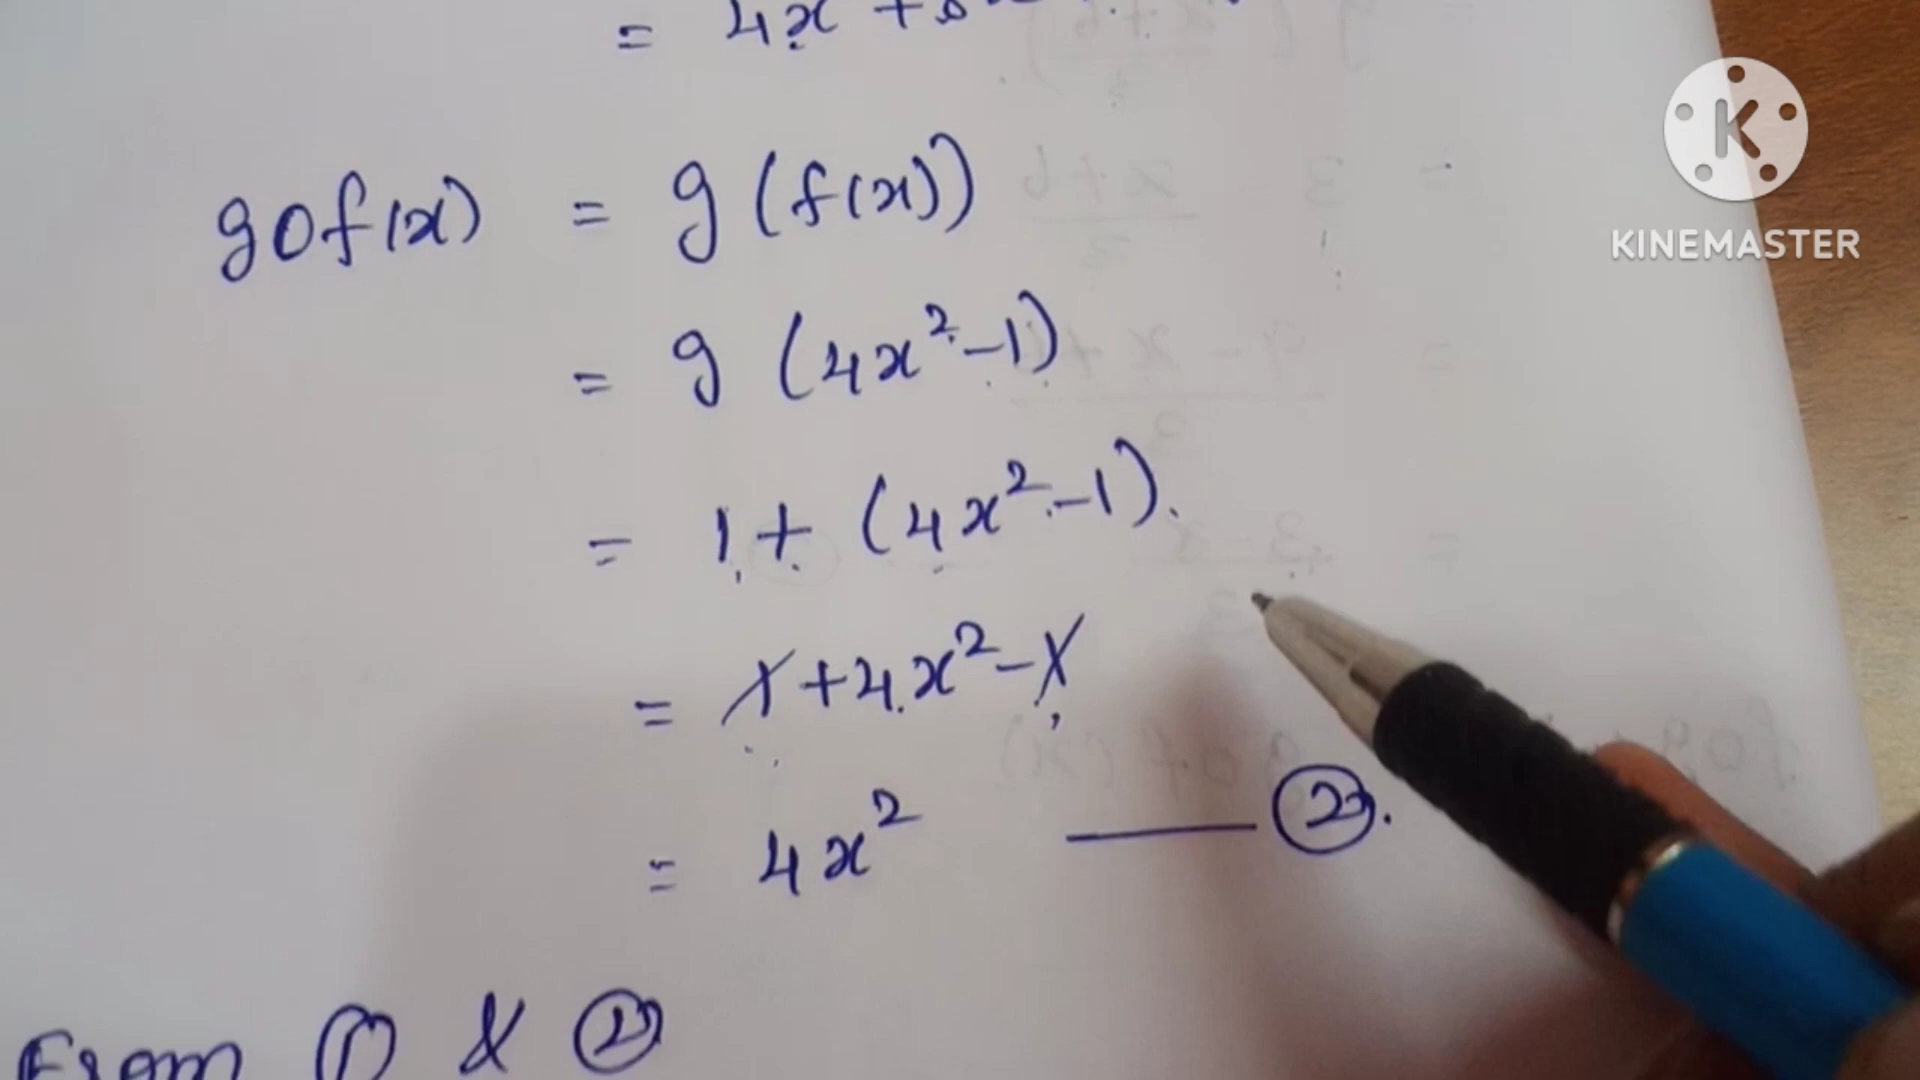 = 4x + 8
gof(x) = g(f(x))
= g(4x²-1)
= 1+(4x²-1).
= 1+4x²-1
= 4x² —— ②.
From ① & ②
KINEMASTER